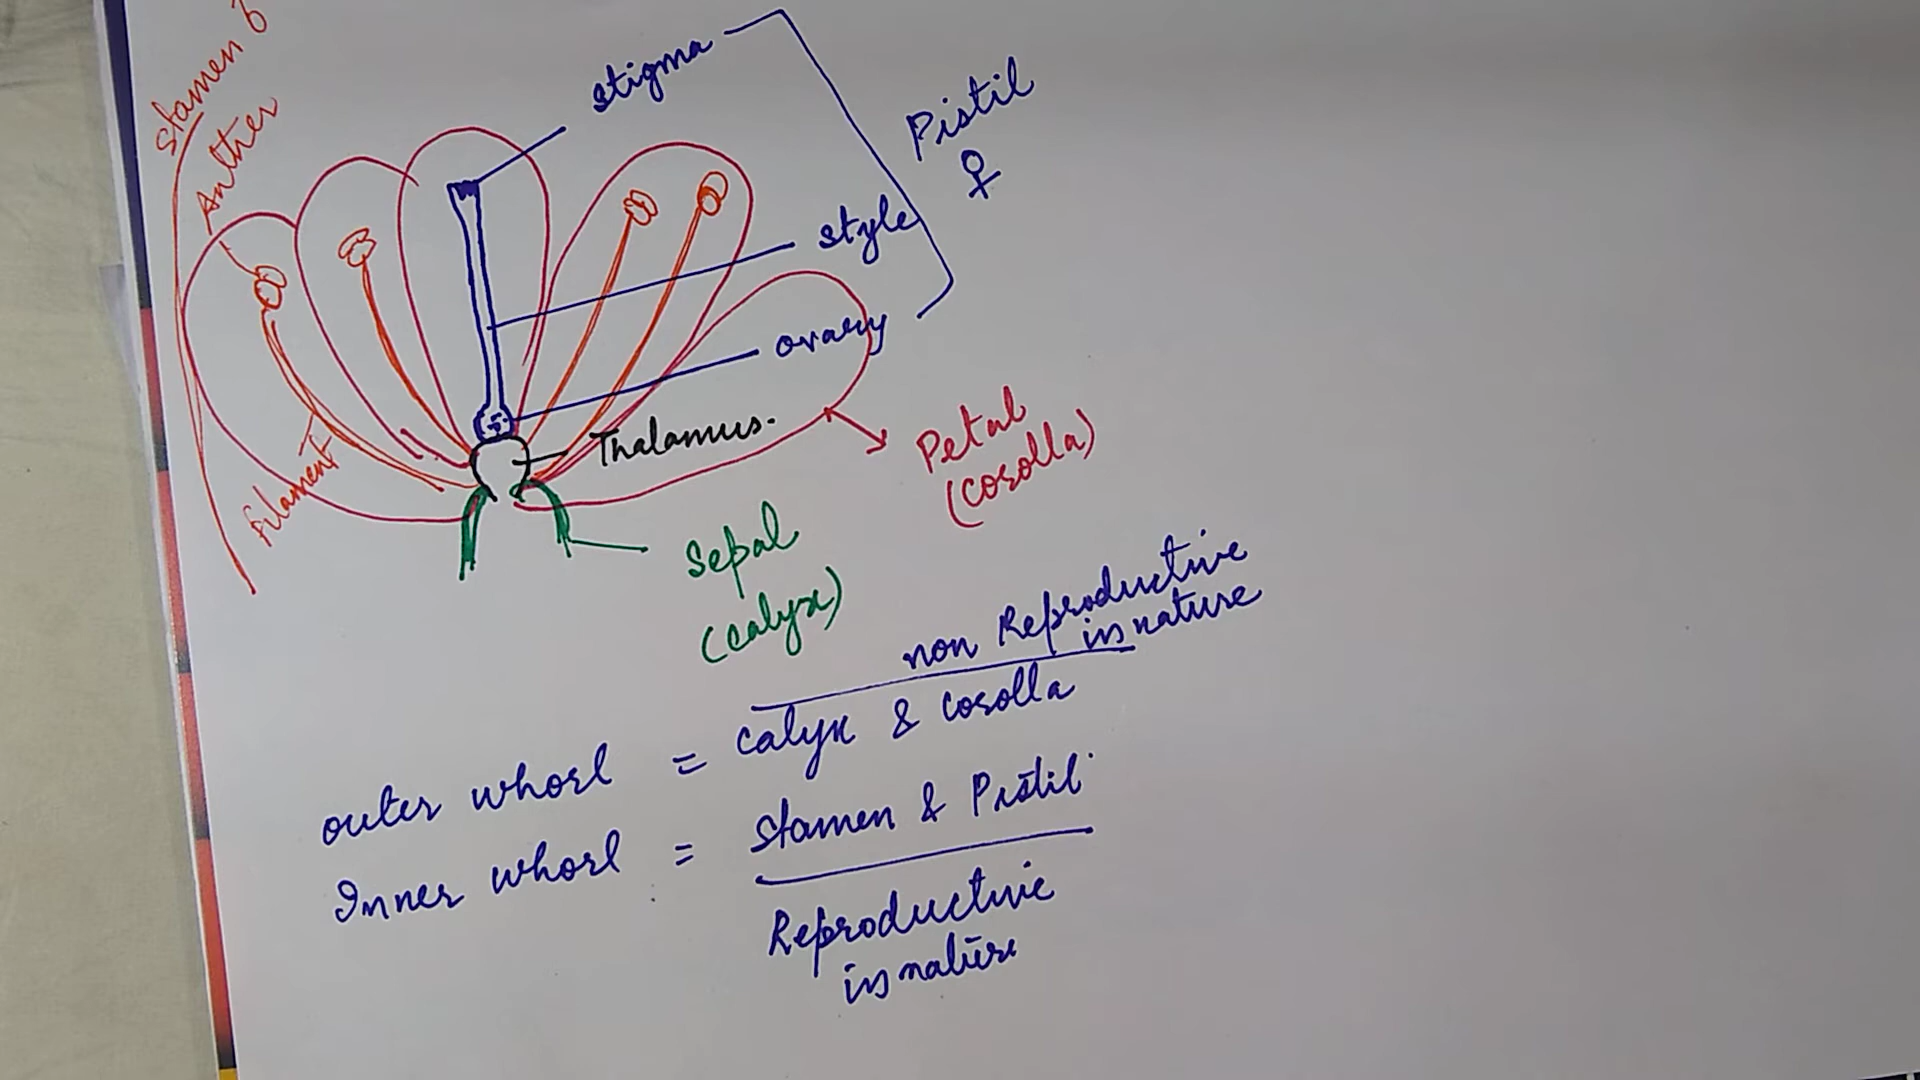 Stamen ♂
Anther
stigma
Pistil
♀
style
ovary
Thalamus.
Filament
Petal
(corolla)
Sepal
(calyx)
non Reproductive
in nature
outer whorl = calyx & corolla
Inner whorl = stamen & Pistil
Reproductive
in nature